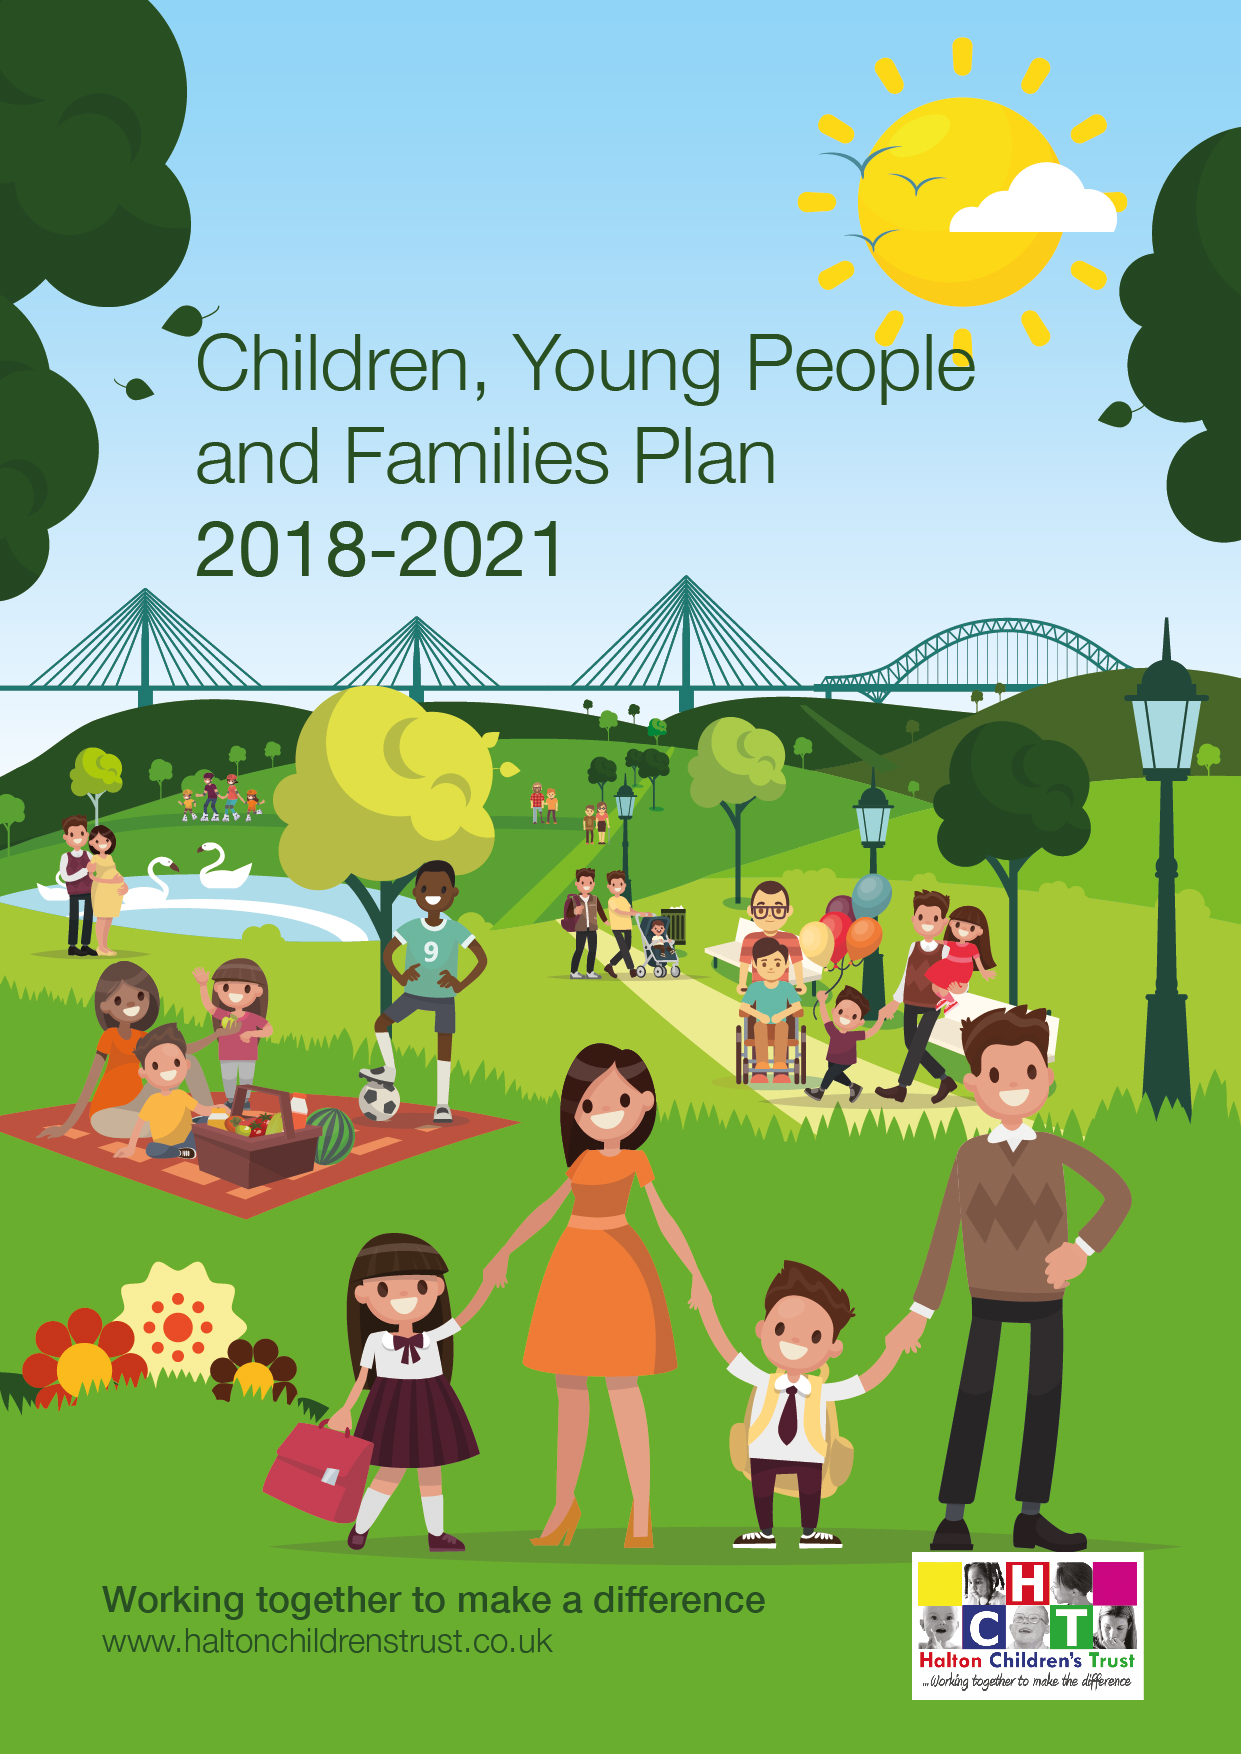 Children, Young People
and Families Plan
2018-2021
9
Working together to make a difference
www.haltonchildrenstrust.co.uk
H
C T
Halton Children's Trust
...Working together to make the difference